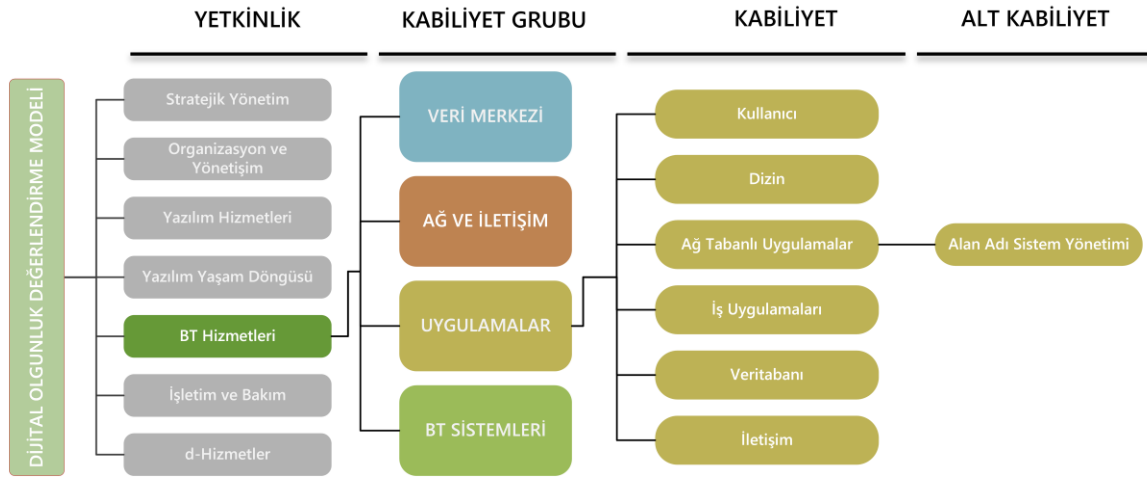 YETKİNLİK
KABİLİYET GRUBU
KABİLİYET
ALT KABİLİYET
DİJİTAL OLGUNLUK DEĞERLENDİRME MODELİ
Stratejik Yönetim
Organizasyon ve
Yönetişim
Yazılım Hizmetleri
Yazılım Yaşam Döngüsü
BT Hizmetleri
İşletim ve Bakım
d-Hizmetler
VERİ MERKEZİ
AĞ VE İLETİŞİM
UYGULAMALAR
BT SİSTEMLERİ
Kullanıcı
Dizin
Ağ Tabanlı Uygulamalar
İş Uygulamaları
Veritabanı
İletişim
Alan Adı Sistem Yönetimi